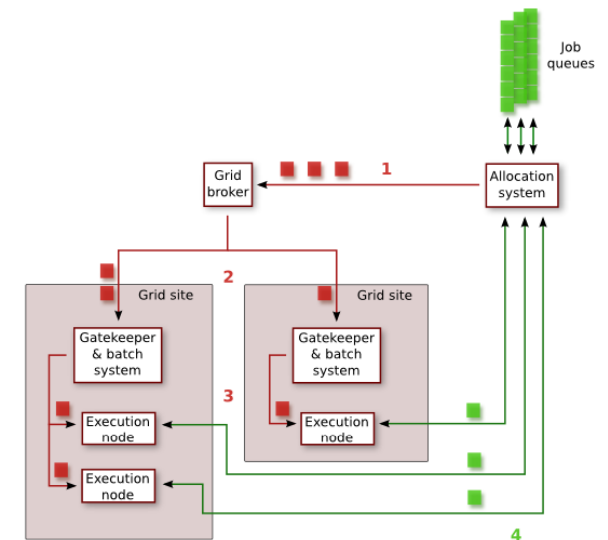 Job
queues
1
Grid
broker
Allocation
system
2
Grid site
Grid site
Gatekeeper
& batch
system
Gatekeeper
& batch
system
3
Execution
node
Execution
node
Execution
node
4